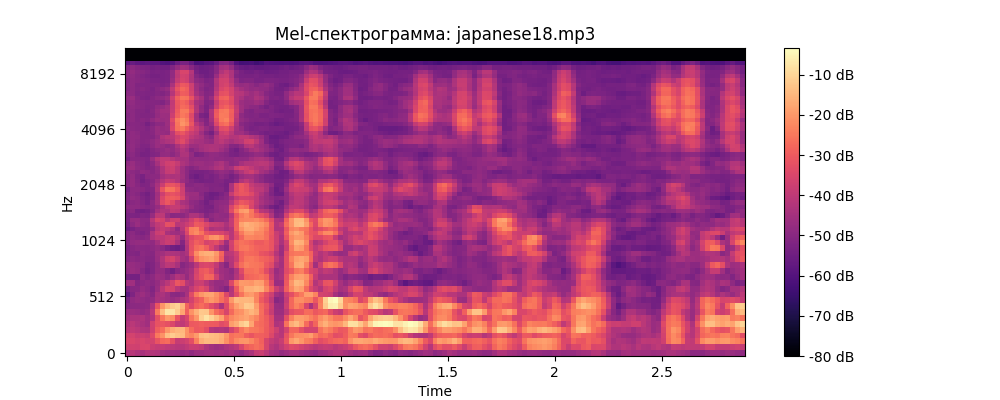 Mel-спектрограмма: japanese18.mp3
8192
4096
2048
1024
512
0
Hz
0 0.5 1 1.5 2 2.5
Time
-10 dB
-20 dB
-30 dB
-40 dB
-50 dB
-60 dB
-70 dB
-80 dB